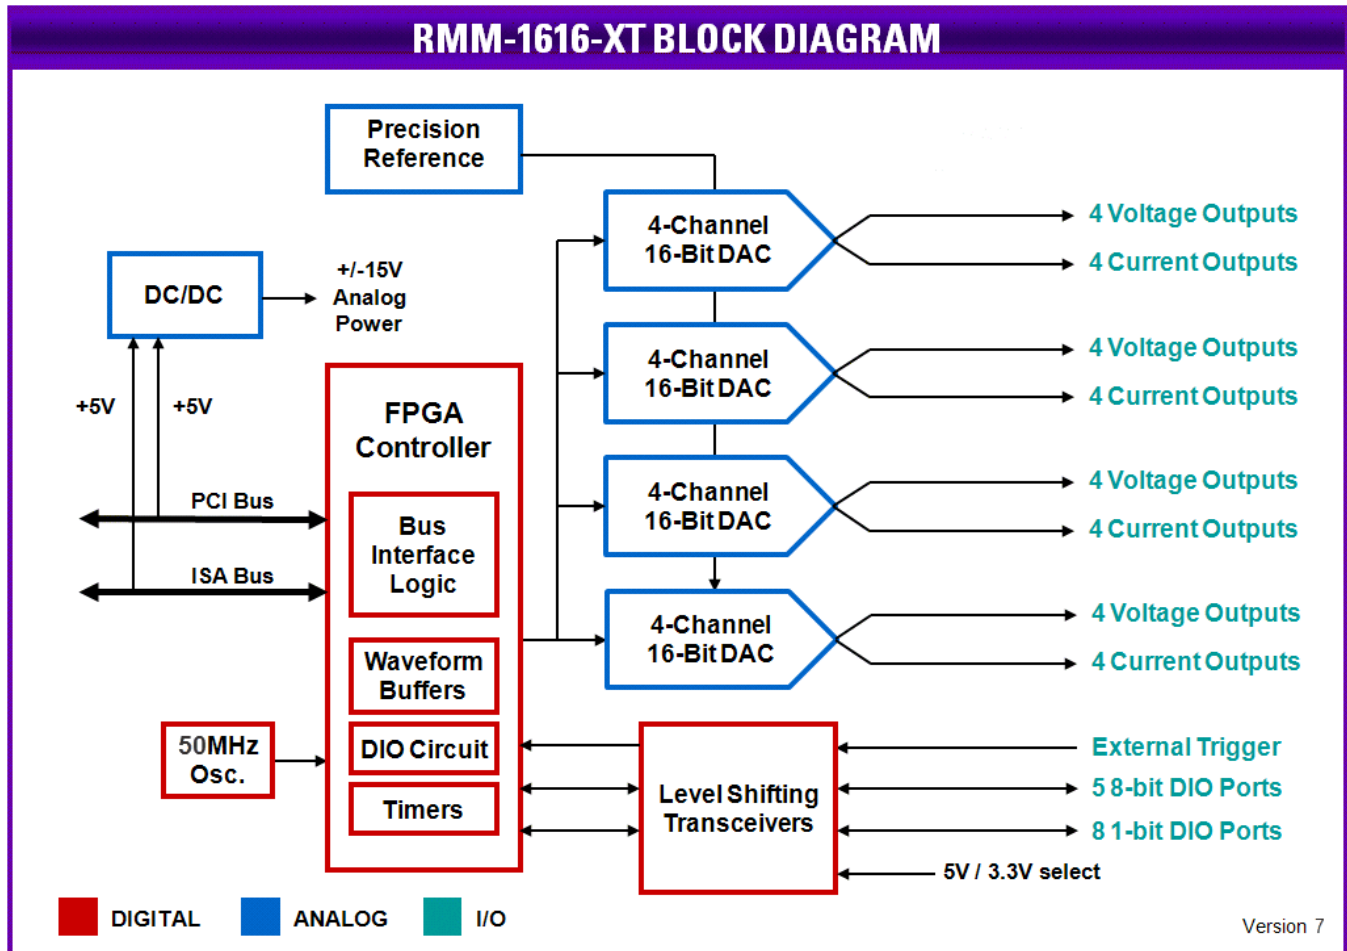 RMM-1616-XT BLOCK DIAGRAM
Precision
Reference
4-Channel
16-Bit DAC
4 Voltage Outputs
4 Current Outputs
DC/DC
+/-15V
Analog
Power
4-Channel
16-Bit DAC
4 Voltage Outputs
4 Current Outputs
+5V
+5V
FPGA
Controller
4-Channel
16-Bit DAC
4 Voltage Outputs
4 Current Outputs
PCI Bus
Bus
Interface
Logic
ISA Bus
4-Channel
16-Bit DAC
4 Voltage Outputs
4 Current Outputs
Waveform
Buffers
50MHz
Osc.
DIO Circuit
Timers
Level Shifting
Transceivers
External Trigger
5 8-bit DIO Ports
8 1-bit DIO Ports
5V / 3.3V select
DIGITAL
ANALOG
I/O
Version 7